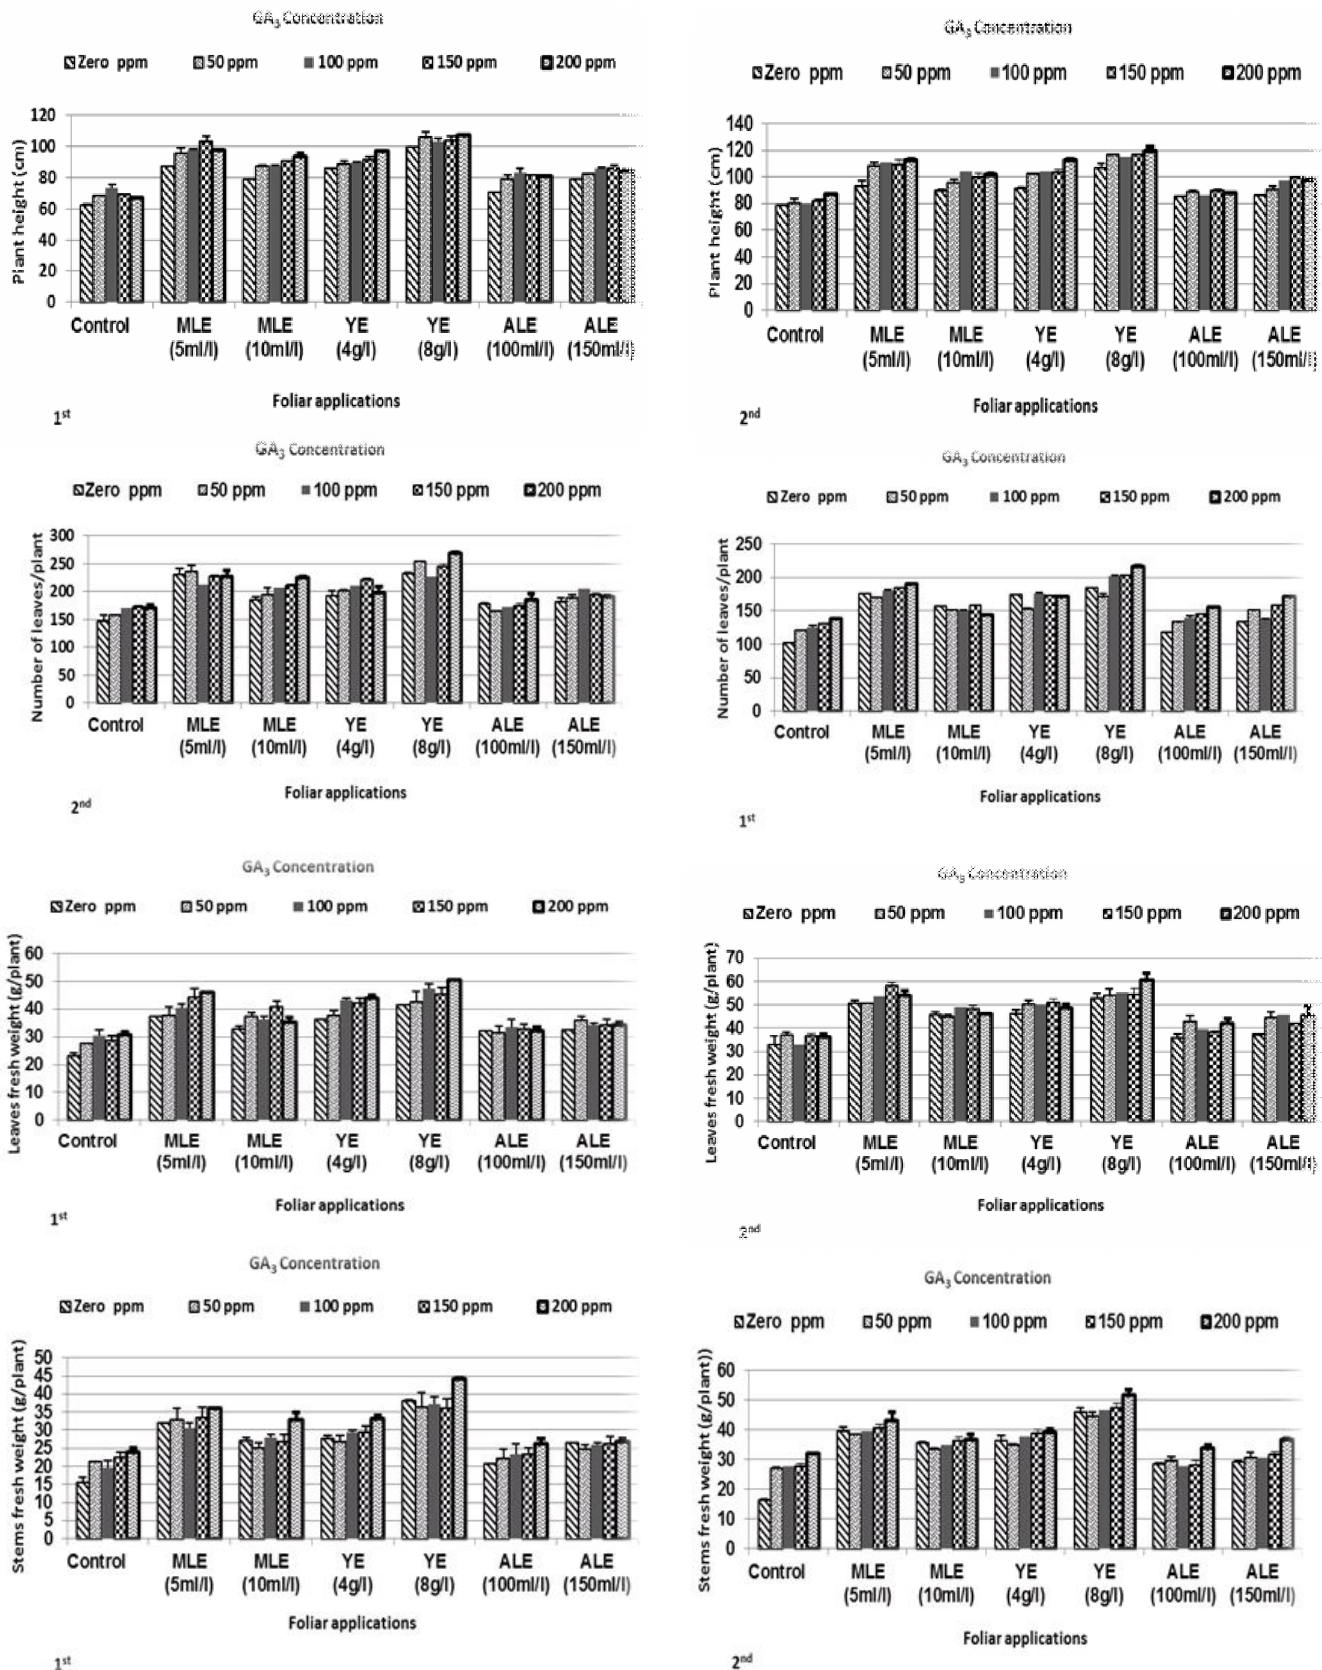 GA3 Concentration
Zero ppm 50 ppm 100 ppm 150 ppm 200 ppm
Plant height (cm)
120
100
80
60
40
20
0
Control MLE (5ml/l) MLE (10ml/l) YE (4g/l) YE (8g/l) ALE (100ml/l) ALE (150ml/l)
Foliar applications
1st
GA3 Concentration
Zero ppm 50 ppm 100 ppm 150 ppm 200 ppm
Plant height (cm)
140
120
100
80
60
40
20
0
Control MLE (5ml/l) MLE (10ml/l) YE (4g/l) YE (8g/l) ALE (100ml/l) ALE (150ml/l)
Foliar applications
2nd
GA3 Concentration
Zero ppm 50 ppm 100 ppm 150 ppm 200 ppm
Number of leaves/plant
300
250
200
150
100
50
0
Control MLE (5ml/l) MLE (10ml/l) YE (4g/l) YE (8g/l) ALE (100ml/l) ALE (150ml/l)
Foliar applications
2nd
GA3 Concentration
Zero ppm 50 ppm 100 ppm 150 ppm 200 ppm
Number of leaves/plant
250
200
150
100
50
0
Control MLE (5ml/l) MLE (10ml/l) YE (4g/l) YE (8g/l) ALE (100ml/l) ALE (150ml/l)
Foliar applications
1st
GA3 Concentration
Zero ppm 50 ppm 100 ppm 150 ppm 200 ppm
Leaves fresh weight (g/plant)
60
50
40
30
20
10
0
Control MLE (5ml/l) MLE (10ml/l) YE (4g/l) YE (8g/l) ALE (100ml/l) ALE (150ml/l)
Foliar applications
1st
GA3 Concentration
Zero ppm 50 ppm 100 ppm 150 ppm 200 ppm
Leaves fresh weight (g/plant)
70
60
50
40
30
20
10
0
Control MLE (5ml/l) MLE (10ml/l) YE (4g/l) YE (8g/l) ALE (100ml/l) ALE (150ml/l)
Foliar applications
2nd
GA3 Concentration
Zero ppm 50 ppm 100 ppm 150 ppm 200 ppm
Stems fresh weight (g/plant)
50
45
40
35
30
25
20
15
10
5
0
Control MLE (5ml/l) MLE (10ml/l) YE (4g/l) YE (8g/l) ALE (100ml/l) ALE (150ml/l)
Foliar applications
1st
GA3 Concentration
Zero ppm 50 ppm 100 ppm 150 ppm 200 ppm
Stems fresh weight (g/plant))
60
50
40
30
20
10
0
Control MLE (5ml/l) MLE (10ml/l) YE (4g/l) YE (8g/l) ALE (100ml/l) ALE (150ml/l)
Foliar applications
2nd